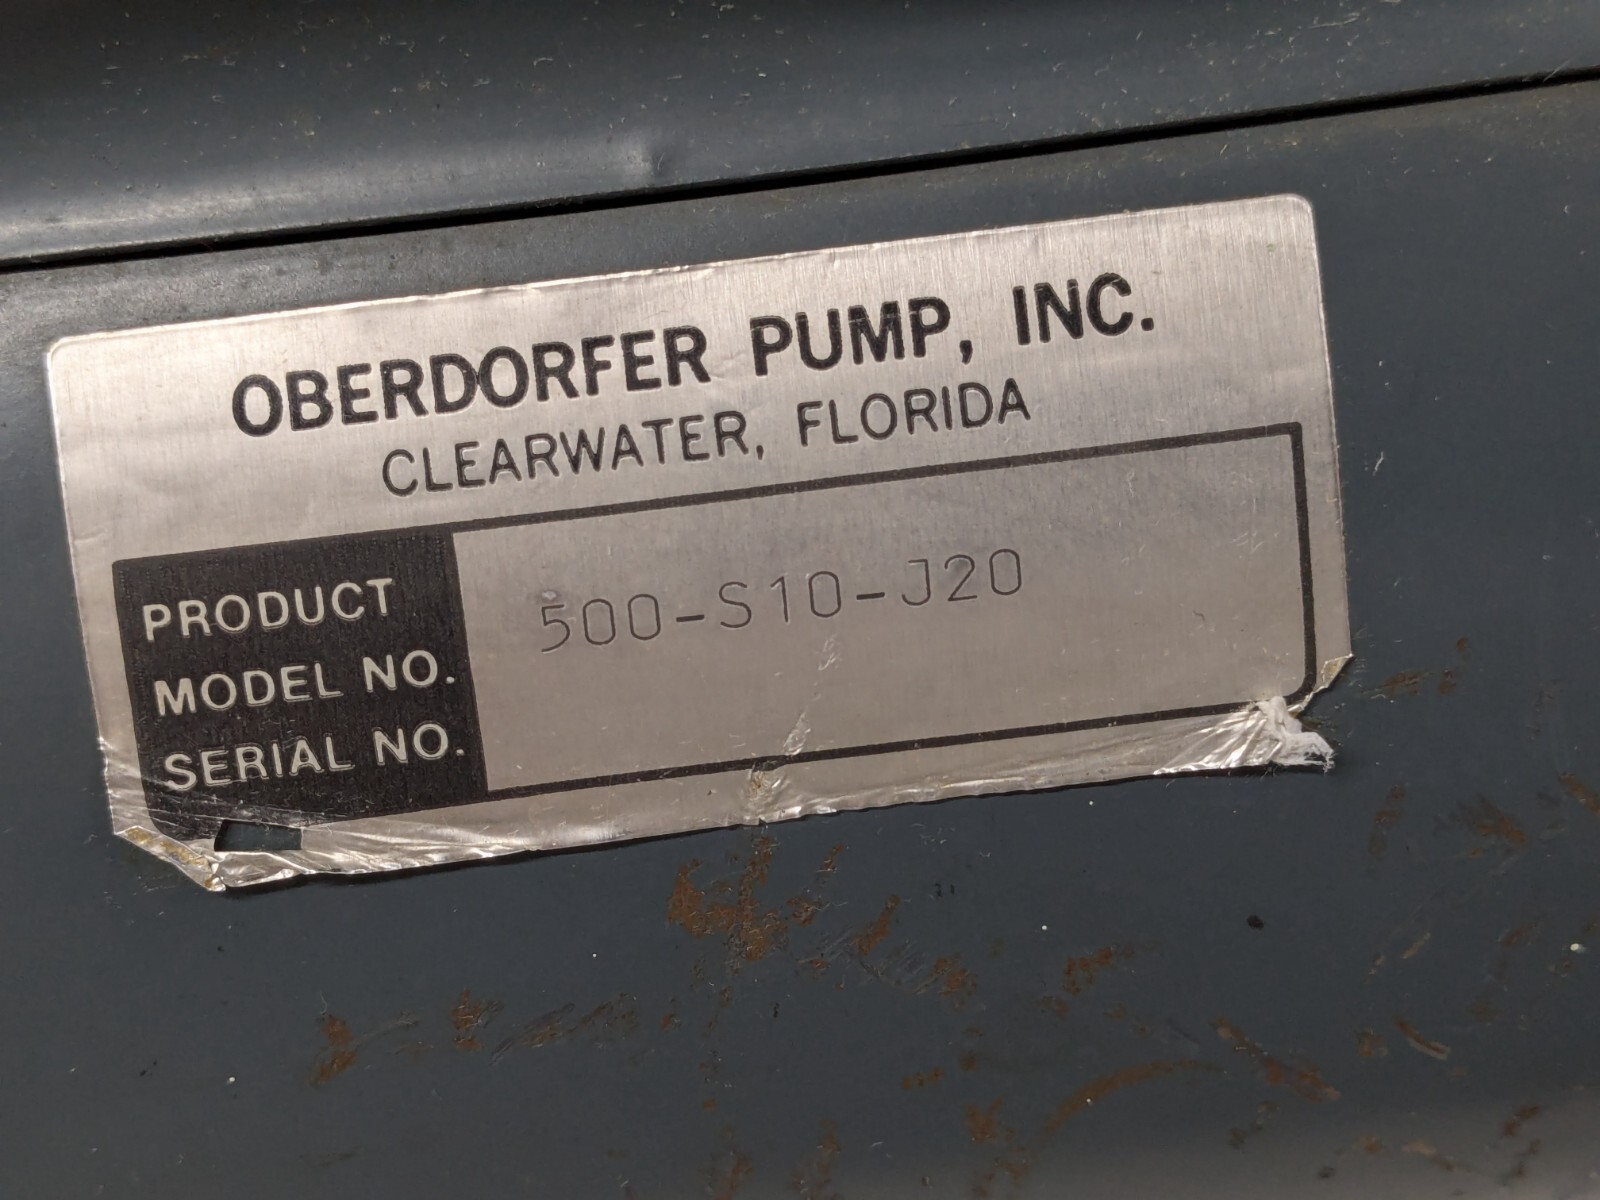 OBERDORFER PUMP, INC.
CLEARWATER, FLORIDA
PRODUCT 500-S10-J20
MODEL NO.
SERIAL NO.